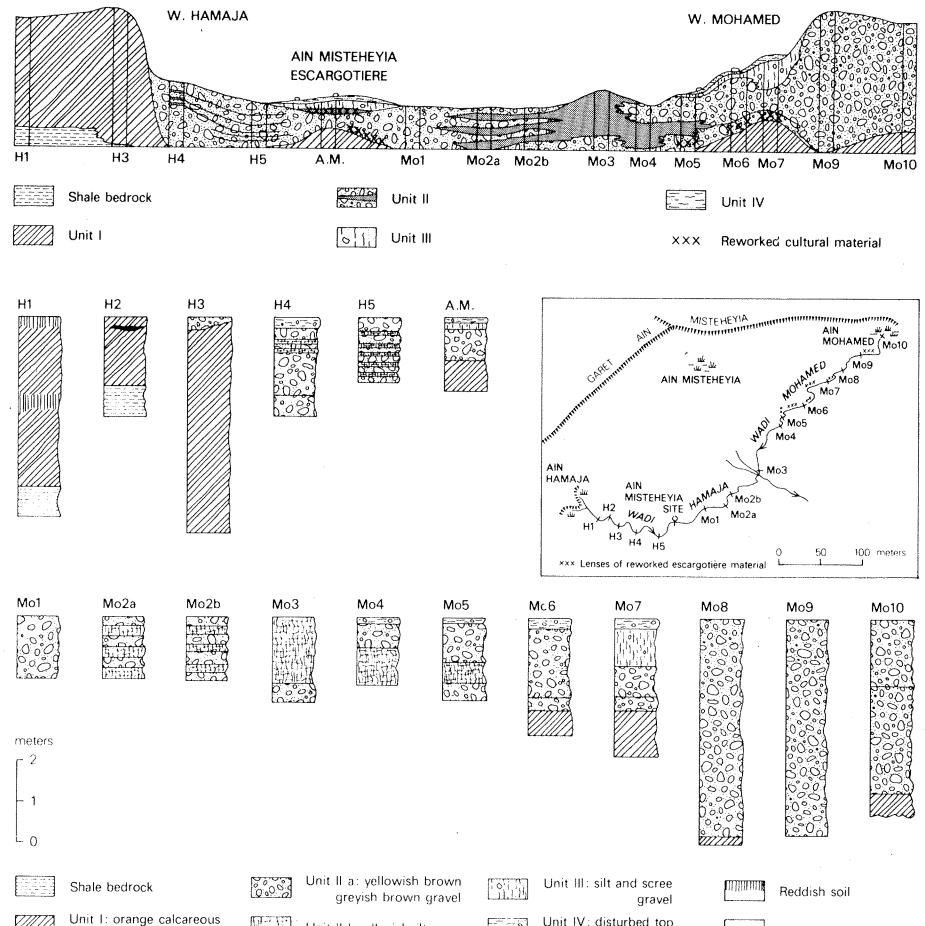 W. HAMAJA
W. MOHAMED
AIN MISTEHEYIA
ESCARGOTIERE
H1 H3 H4 H5 A.M. Mo1 Mo2a Mo2b Mo3 Mo4 Mo5 Mo6 Mo7 Mo9 Mo10
Shale bedrock
Unit II
Unit IV
Unit I
Unit III
xxx Reworked cultural material
H1 H2 H3 H4 H5 A.M.
GARET AIN MISTEHEYIA
AIN MOHAMED
Mo10
AIN MISTEHEYIA
Mo9
Mo8
Mo7
Mo6
Mo5
Mo4
WADI MOHAMED
Mo3
AIN HAMAJA
AIN MISTEHEYIA SITE
WADI HAMAJA
Mo2b
Mo2a
Mo1
H1
H2
H3
H4
H5
0 50 100 meters
xxx Lenses of reworked escargotière material
Mo1 Mo2a Mo2b Mo3 Mo4 Mo5 Mo6 Mo7 Mo8 Mo9 Mo10
meters
2
1
0
Shale bedrock
Unit II a: yellowish brown
greyish brown gravel
Unit III: silt and scree
gravel
Reddish soil
Unit I: orange calcareous
Unit IV: disturbed top